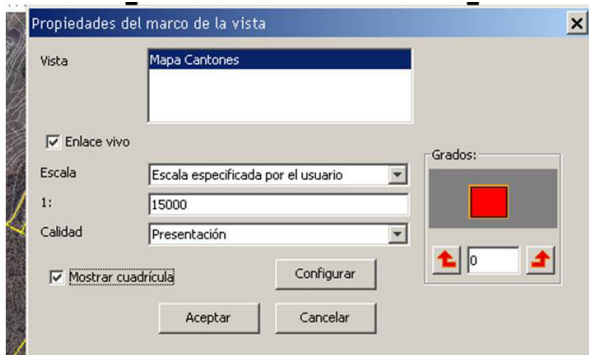 Propiedades del marco de la vista
Vista
Mapa Cantones
Enlace vivo
Escala
Escala especificada por el usuario
1:
15000
Calidad
Presentación
Mostrar cuadrícula
Configurar
Grados:
0
Aceptar
Cancelar